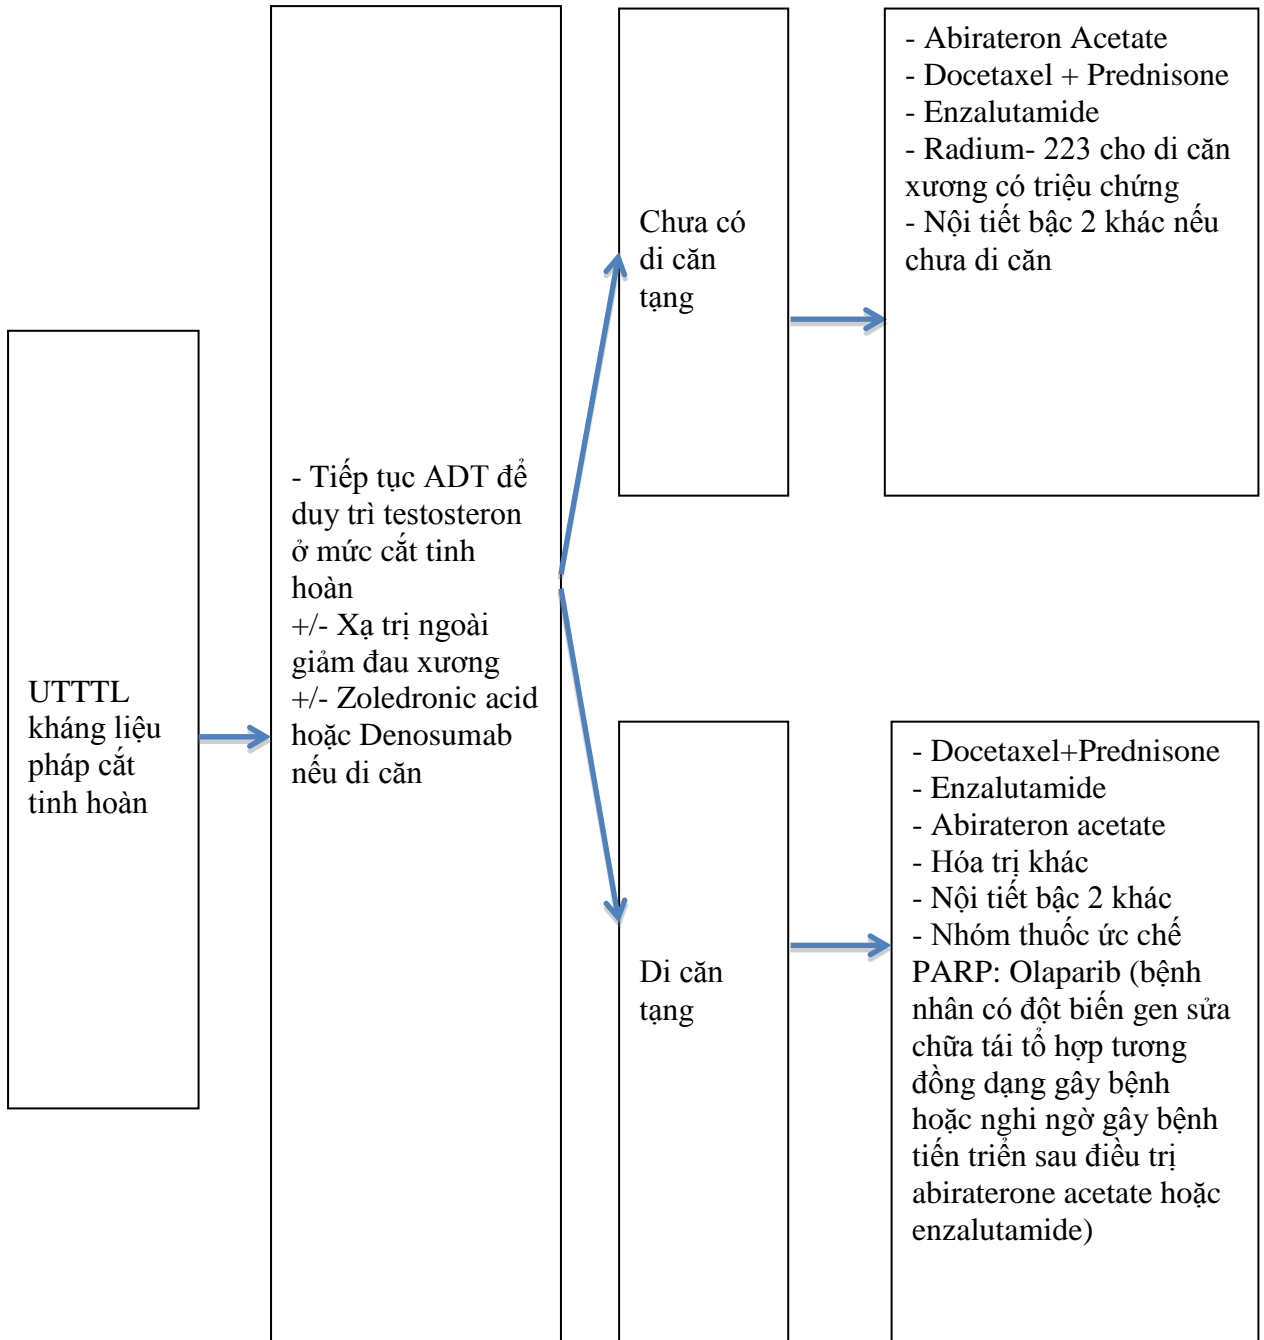 UTTTL
kháng liệu
pháp cắt
tinh hoàn
- Tiếp tục ADT để
duy trì testosteron
ở mức cắt tinh
hoàn
+/- Xạ trị ngoài
giảm đau xương
+/- Zoledronic acid
hoặc Denosumab
nếu di căn
Chưa có
di căn
tạng
- Abirateron Acetate
- Docetaxel + Prednisone
- Enzalutamide
- Radium- 223 cho di căn
xương có triệu chứng
- Nội tiết bậc 2 khác nếu
chưa di căn
Di căn
tạng
- Docetaxel+Prednisone
- Enzalutamide
- Abirateron acetate
- Hóa trị khác
- Nội tiết bậc 2 khác
- Nhóm thuốc ức chế
PARP: Olaparib (bệnh
nhân có đột biến gen sửa
chữa tái tổ hợp tương
đồng dạng gây bệnh
hoặc nghi ngờ gây bệnh
tiến triển sau điều trị
abiraterone acetate hoặc
enzalutamide)